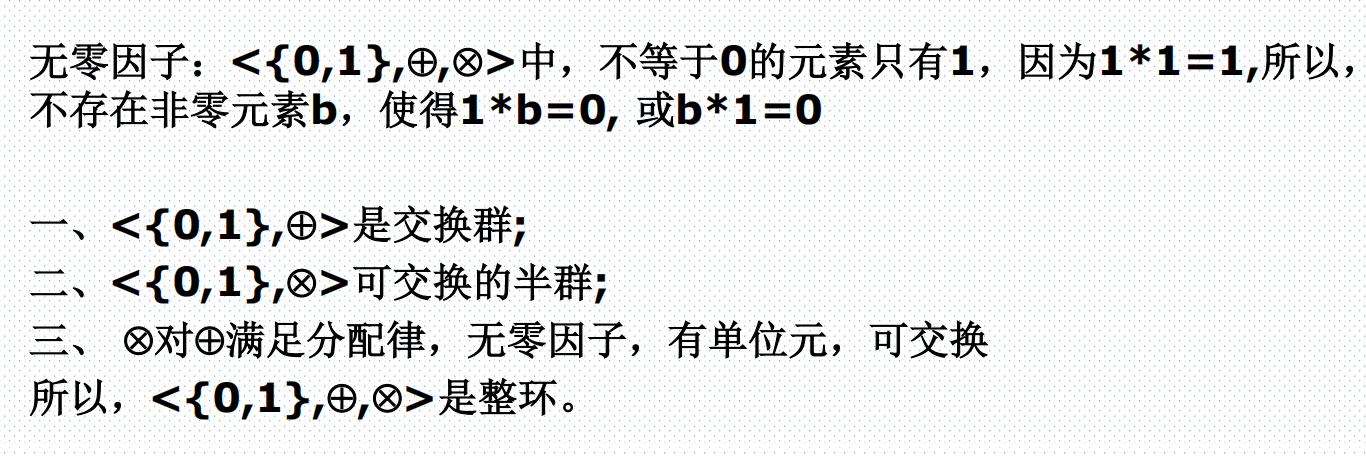 无零因子：<{0,1},⊕,⊗>中，不等于0的元素只有1，因为1*1=1,所以，
不存在非零元素b，使得1*b=0, 或b*1=0
一、<{0,1},⊕>是交换群;
二、<{0,1},⊗>可交换的半群;
三、 ⊗对⊕满足分配律，无零因子，有单位元，可交换
所以，<{0,1},⊕,⊗>是整环。